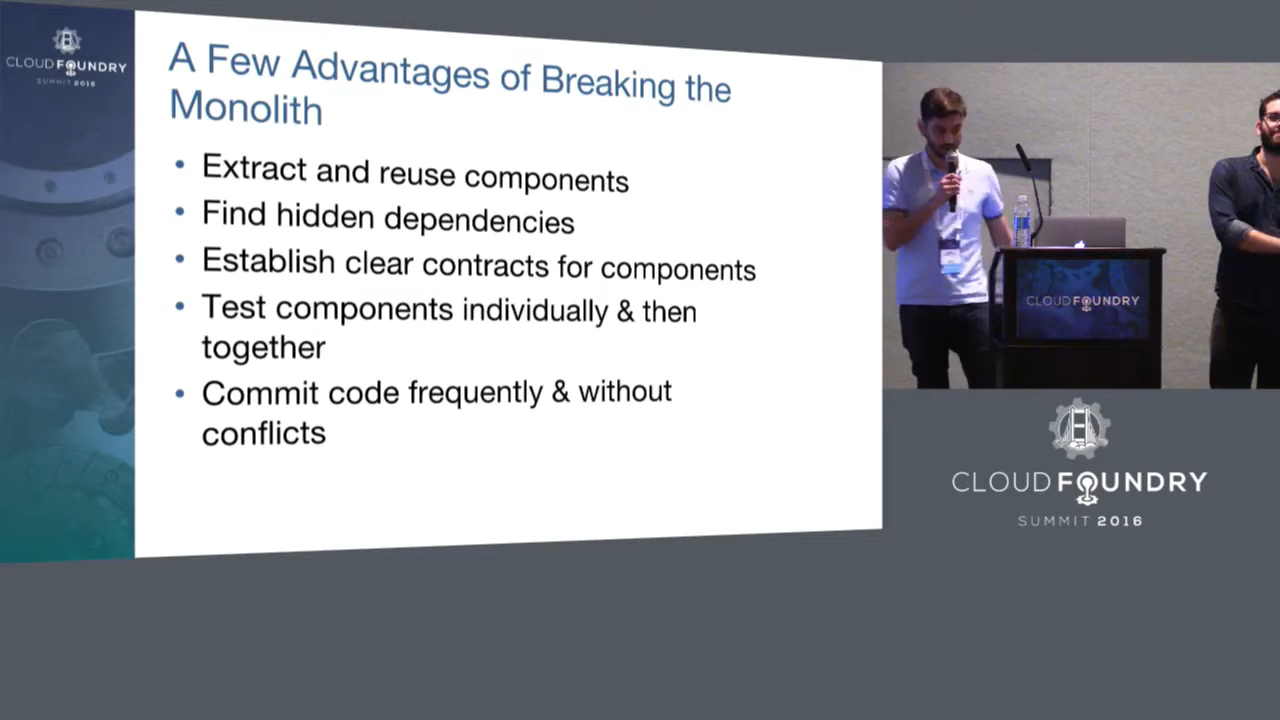 CLOUD FOUNDRY
SUMMIT 2016
A Few Advantages of Breaking the
Monolith
• Extract and reuse components
• Find hidden dependencies
• Establish clear contracts for components
• Test components individually & then
together
• Commit code frequently & without
conflicts
CLOUD FOUNDRY
CLOUD FOUNDRY
SUMMIT 2016